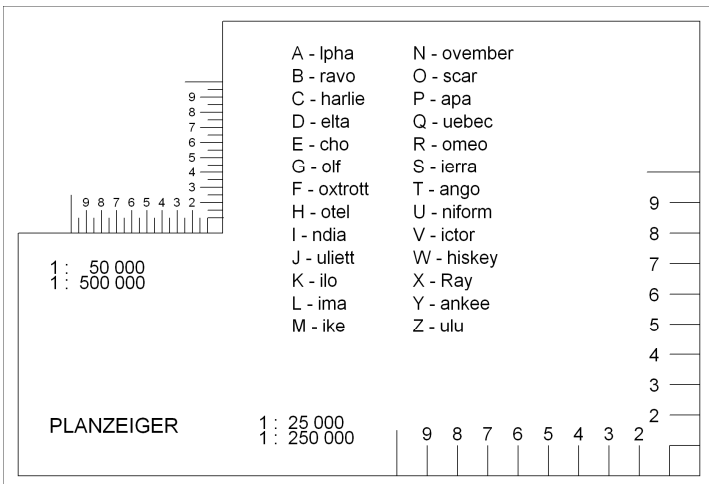 A - lpha
B - ravo
C - harlie
D - elta
E - cho
G - olf
F - oxtrott
H - otel
I - ndia
J - uliett
K - ilo
L - ima
M - ike
N - ovember
O - scar
P - apa
Q - uebec
R - omeo
S - ierra
T - ango
U - niform
V - ictor
W - hiskey
X - Ray
Y - ankee
Z - ulu
9
8
7
6
5
4
3
9 8 7 6 5 4 3 2
1 : 50 000
1 : 500 000
9
8
7
6
5
4
3
2
PLANZEIGER
1 : 25 000
1 : 250 000
9 8 7 6 5 4 3 2